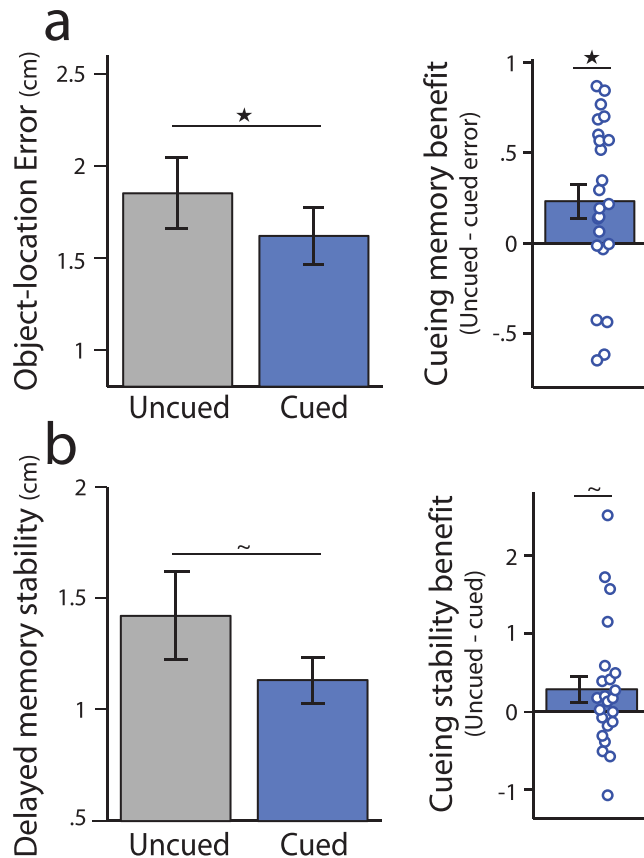 a
Object-location Error (cm)
2.5
2
1.5
1
★
Uncued
Cued
Cueing memory benefit
(Uncued - cued error)
1
.5
0
-.5
★
b
Delayed memory stability (cm)
2
1.5
1
.5
~
Uncued
Cued
Cueing stability benefit
(Uncued - cued)
2
1
0
-1
~